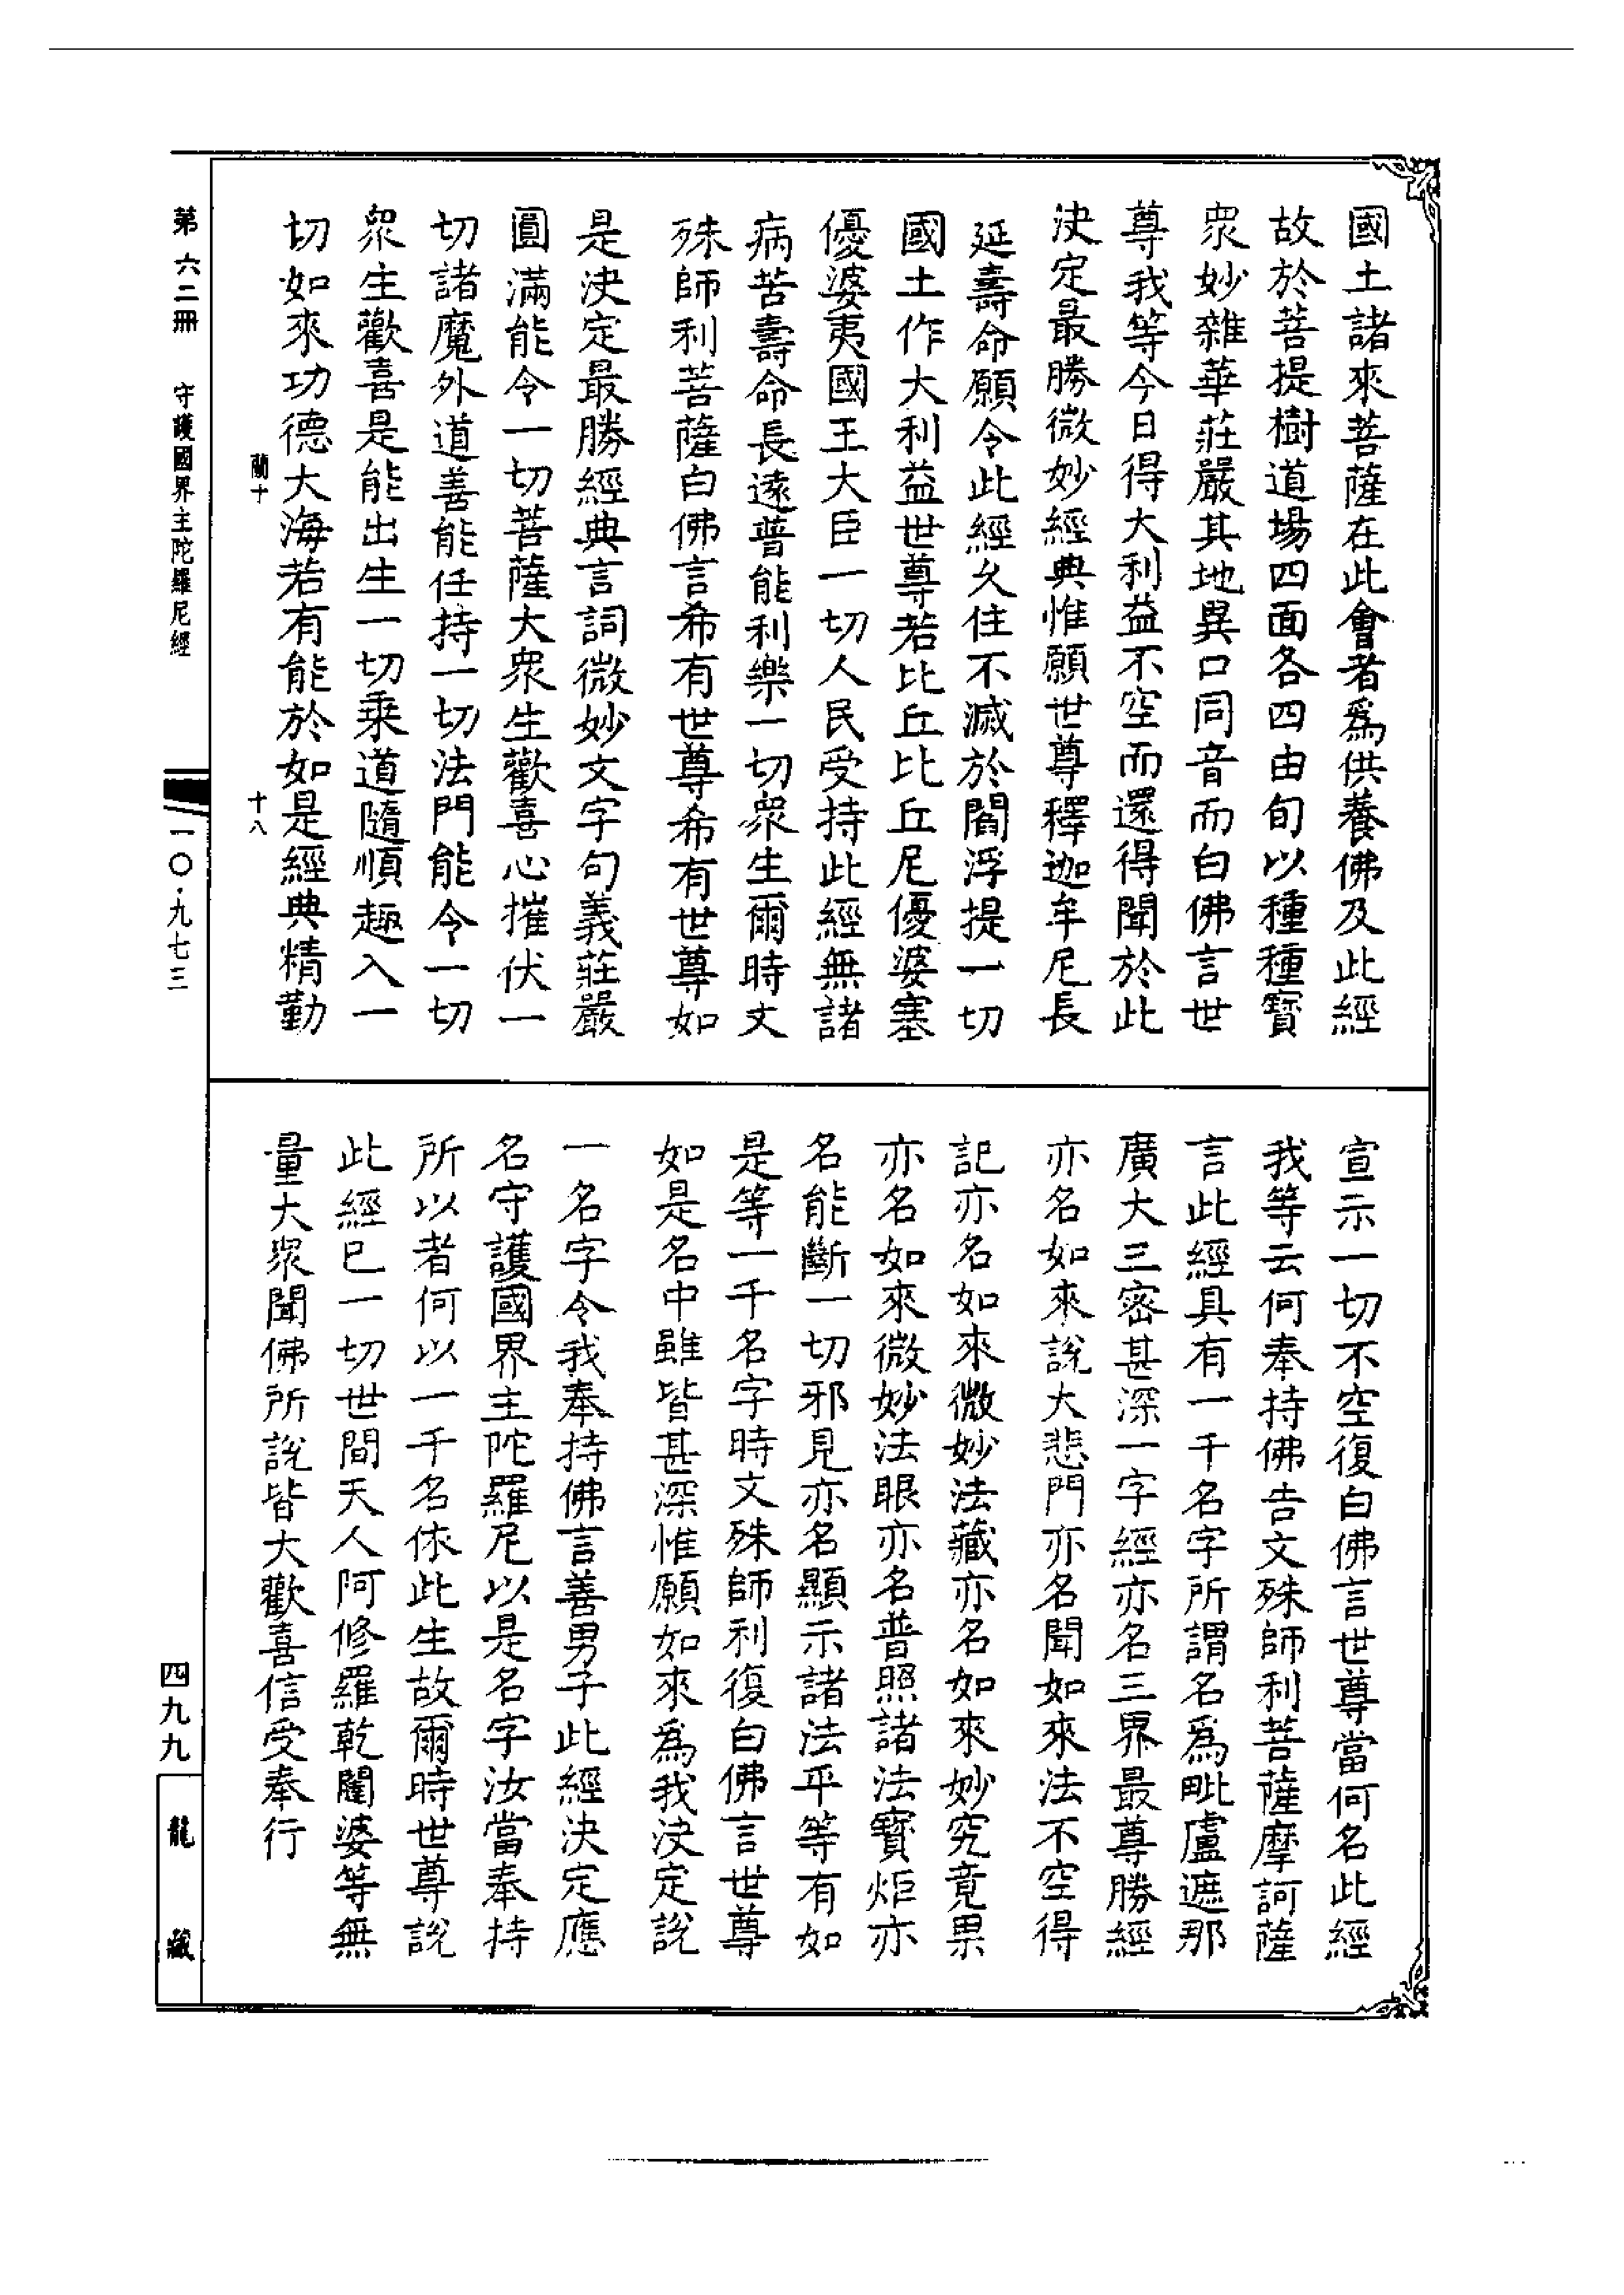 國土諸來菩薩在此會者爲供養佛及此經
故於菩提樹道場四面各四由旬以種種寶
衆妙雜華莊嚴其地異口同音而白佛言世
尊我等今日得大利益不空而還得聞於此
決定最勝微妙經典惟願世尊釋迦牟尼長
延壽命願令此經久住不滅於閻浮提一切
國土作大利益世尊若比丘比丘尼優婆塞
優婆夷國王大臣一切人民受持此經無諸
病苦壽命長遠普能利樂一切衆生爾時文
殊師利菩薩白佛言希有世尊希有世尊如
是決定最勝經典言詞微妙文字句義莊嚴
圓滿能令一切菩薩大衆生歡喜心摧伏一
切諸魔外道善能任持一切法門能令一切
衆生歡喜是能出生一切乘道隨順趣入一
切如來功德大海若有能於如是經典精勤
蘭十 十八
宣示一切不空復白佛言世尊當何名此經
我等云何奉持佛告文殊師利菩薩摩訶薩
言此經具有一千名字所謂名爲毗盧遮那
廣大三密甚深一字經亦名三界最尊勝經
亦名如來說大悲門亦名聞如來法不空得
記亦名如來微妙法藏亦名如來妙究竟果
亦名如來微妙法眼亦名普照諸法寶炬亦
名能斷一切邪見亦名顯示諸法平等有如
是等一千名字時文殊師利復白佛言世尊
如是名中雖皆甚深惟願如來爲我決定說
一名字令我奉持佛言善男子此經決定應
名守護國界主陀羅尼以是名字汝當奉持
所以者何以一千名依此生故爾時世尊說
此經已一切世間天人阿修羅乾闥婆等無
量大衆聞佛所說皆大歡喜信受奉行
第六二冊 守護國界主陀羅尼經
一〇·九七三
四九九
龍藏